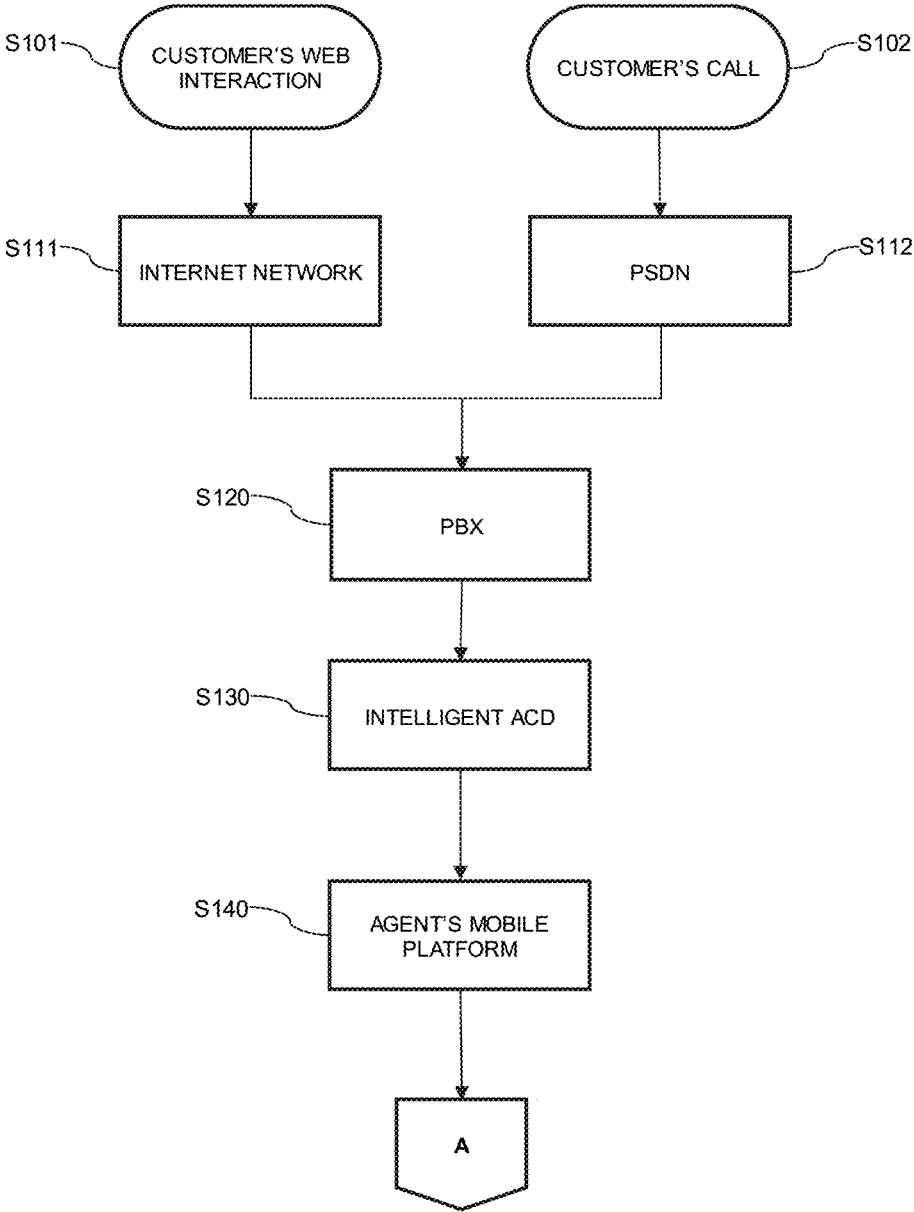 S101
CUSTOMER'S WEB
INTERACTION
CUSTOMER'S CALL
S102
S111
INTERNET NETWORK
PSDN
S112
S120
PBX
S130
INTELLIGENT ACD
S140
AGENT'S MOBILE
PLATFORM
A